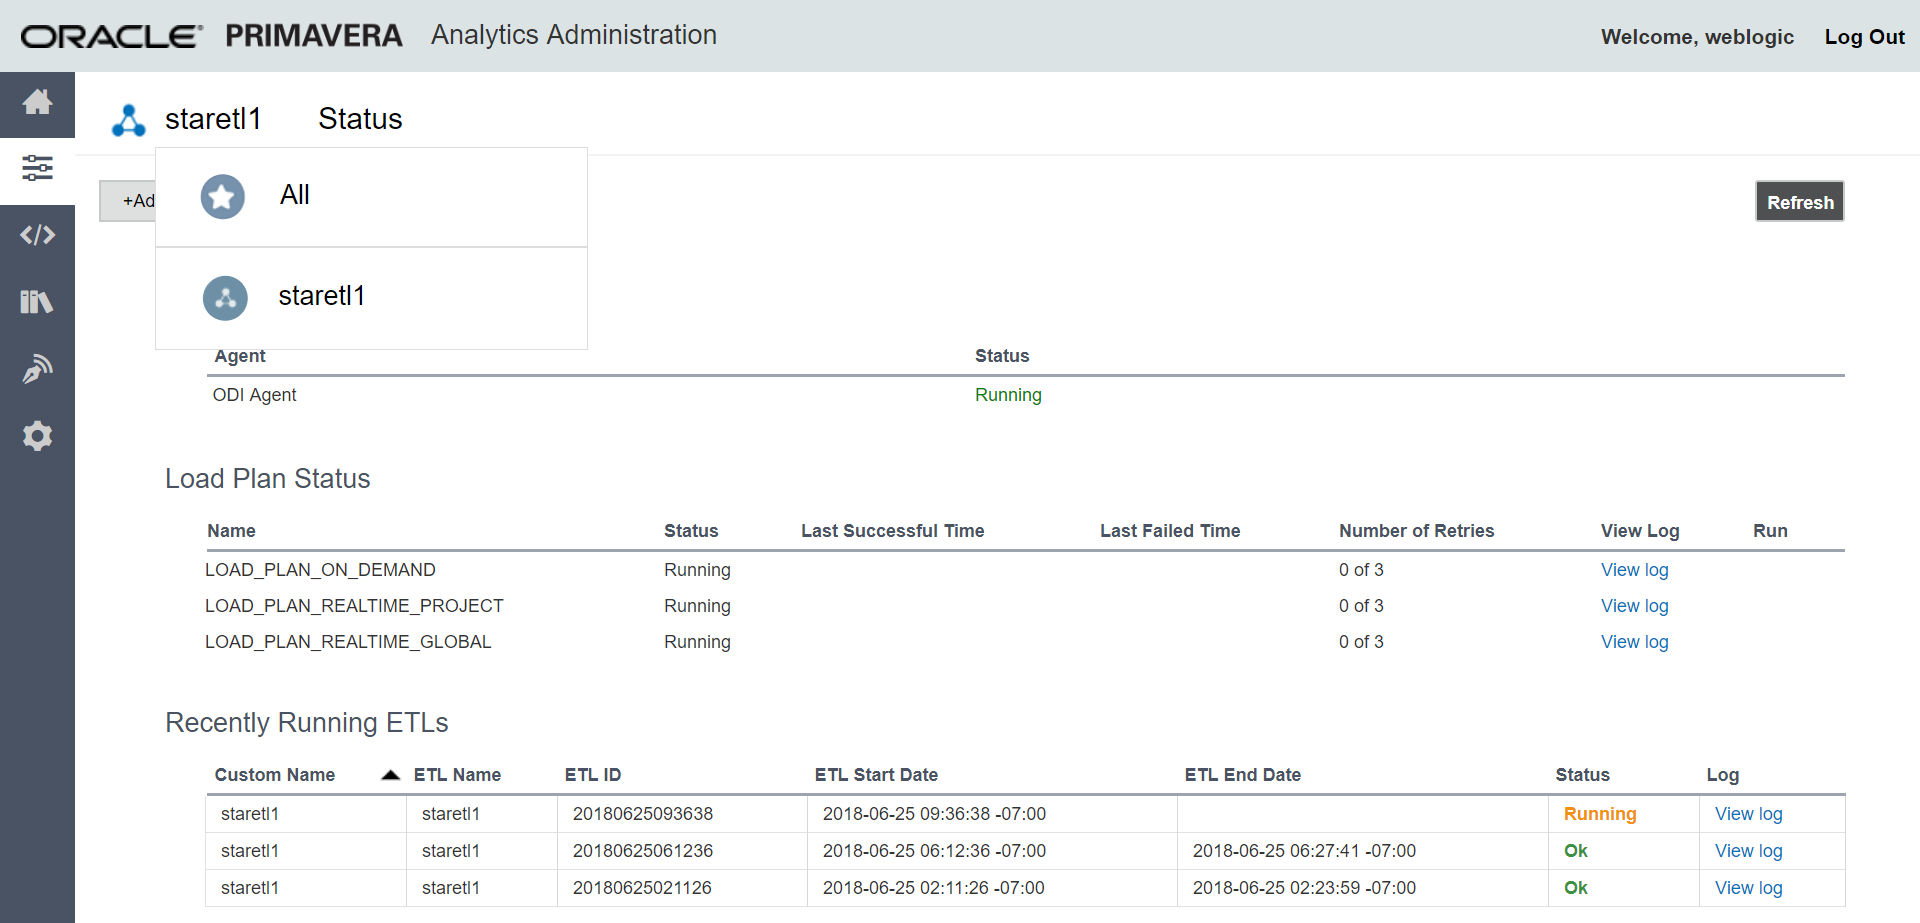 ORACLE PRIMAVERA Analytics Administration Welcome, weblogic Log Out
staretl1 Status
+Ad All Refresh
staretl1
Agent Status
ODI Agent Running
Load Plan Status
Name Status Last Successful Time Last Failed Time Number of Retries View Log Run
LOAD_PLAN_ON_DEMAND Running 0 of 3 View log
LOAD_PLAN_REALTIME_PROJECT Running 0 of 3 View log
LOAD_PLAN_REALTIME_GLOBAL Running 0 of 3 View log
Recently Running ETLs
Custom Name ETL Name ETL ID ETL Start Date ETL End Date Status Log
staretl1 staretl1 20180625093638 2018-06-25 09:36:38 -07:00 Running View log
staretl1 staretl1 20180625061236 2018-06-25 06:12:36 -07:00 2018-06-25 06:27:41 -07:00 Ok View log
staretl1 staretl1 20180625021126 2018-06-25 02:11:26 -07:00 2018-06-25 02:23:59 -07:00 Ok View log